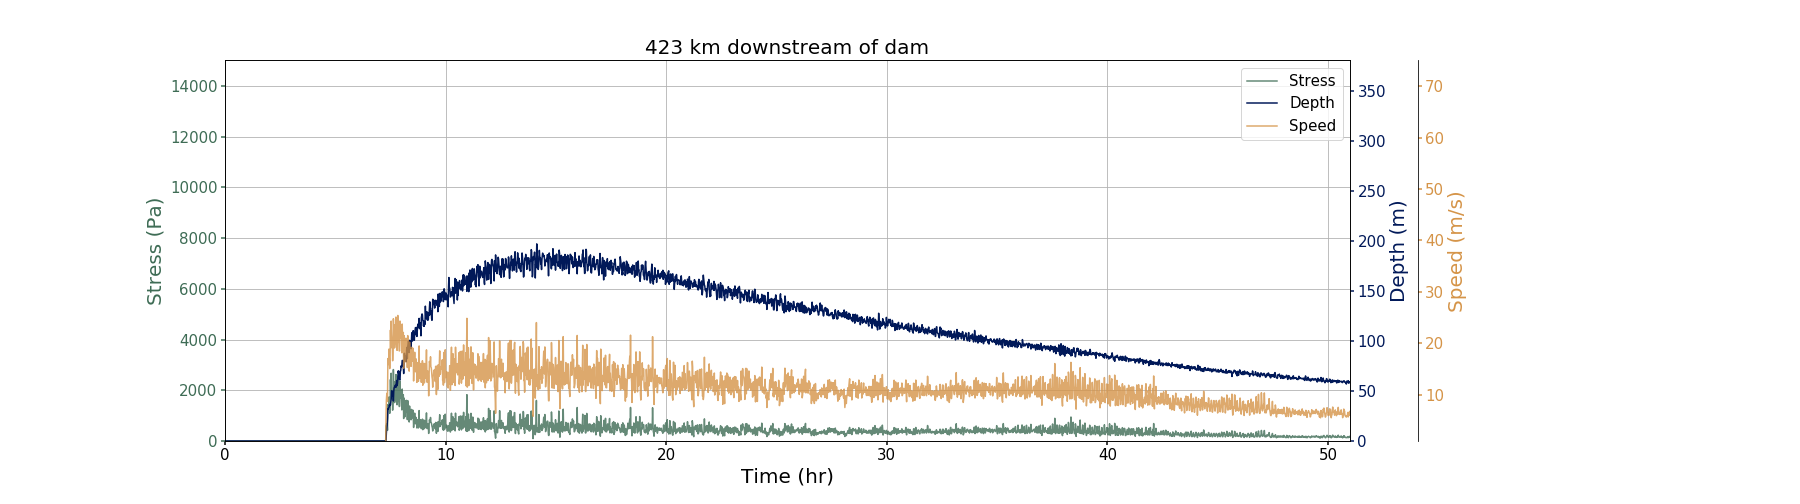 423 km downstream of dam
Stress (Pa)
14000
12000
10000
8000
6000
4000
2000
0
Stress
Depth
Speed
350
300
250
200
150
100
50
0
Depth (m)
70
60
50
40
30
20
10
Speed (m/s)
0 10 20 30 40 50
Time (hr)